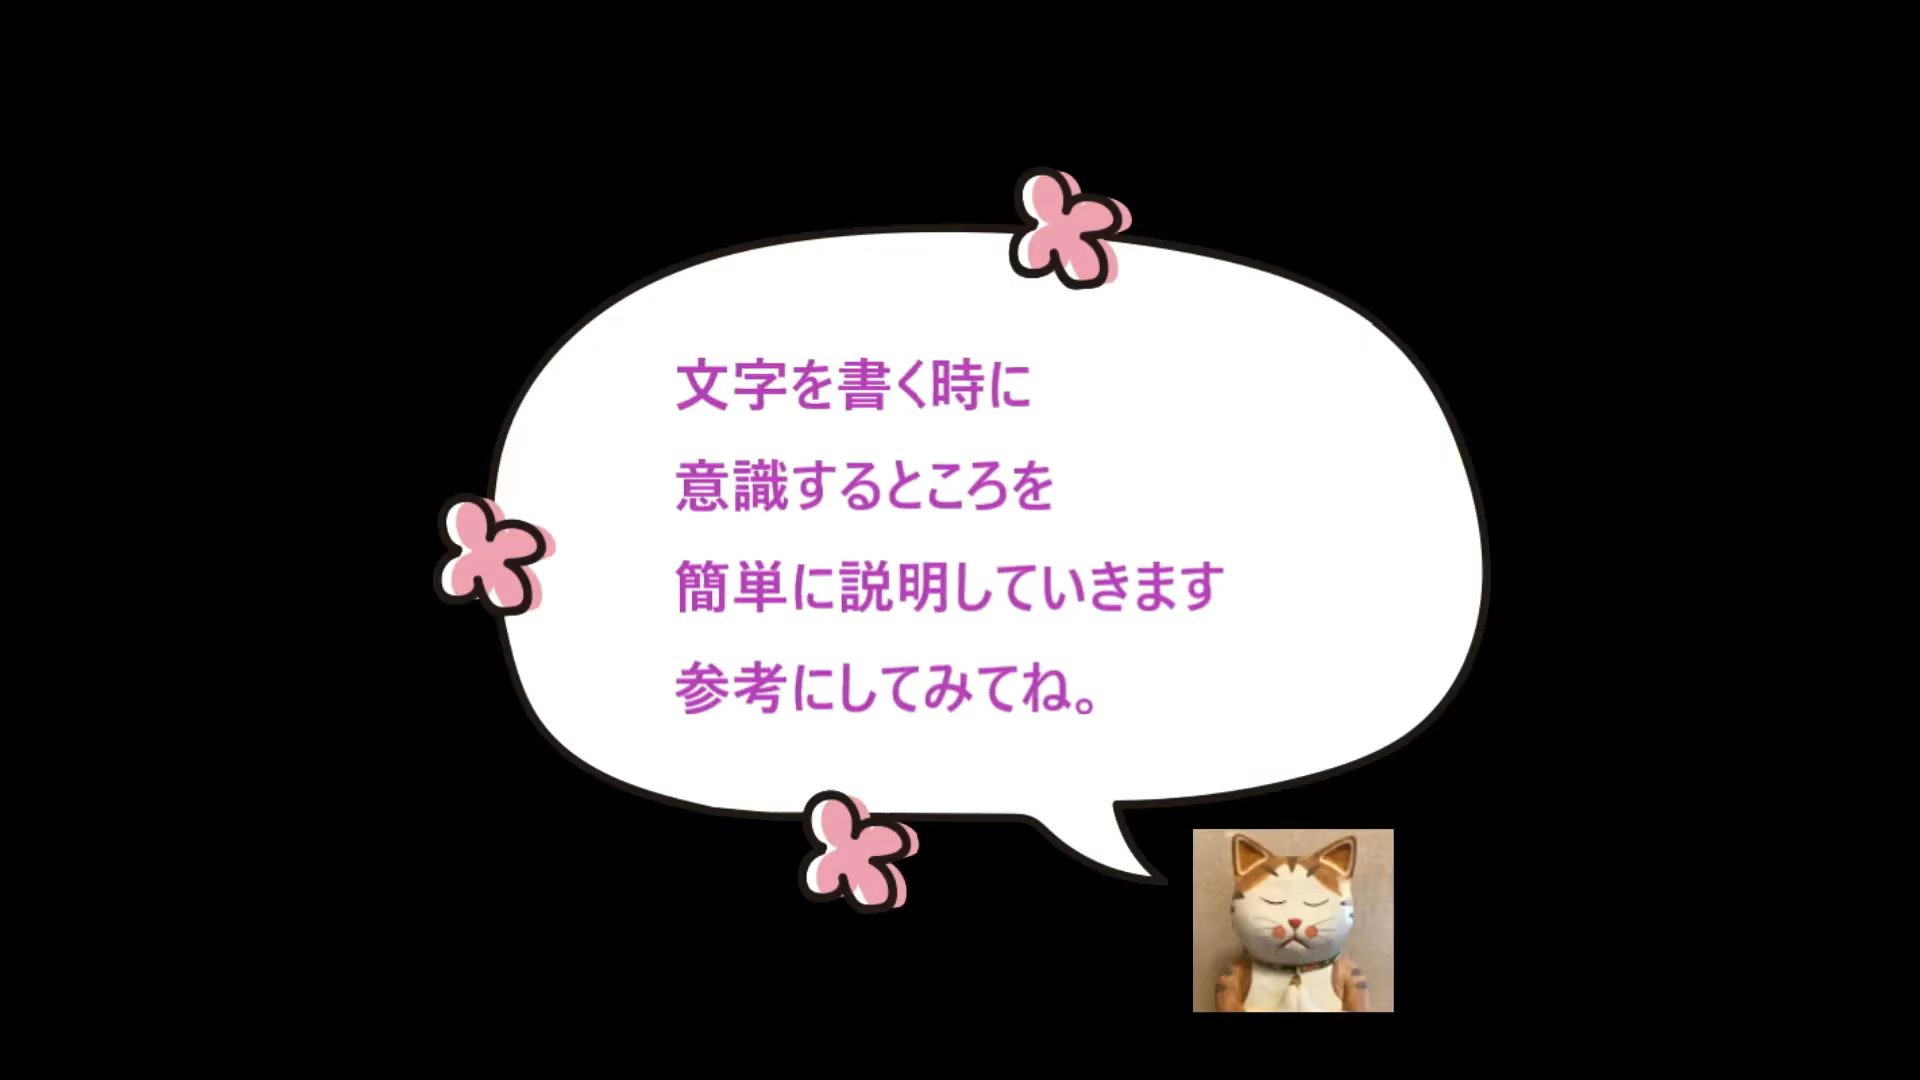 文字を書く時に
意識するところを
簡単に説明していきます
参考にしてみてね。